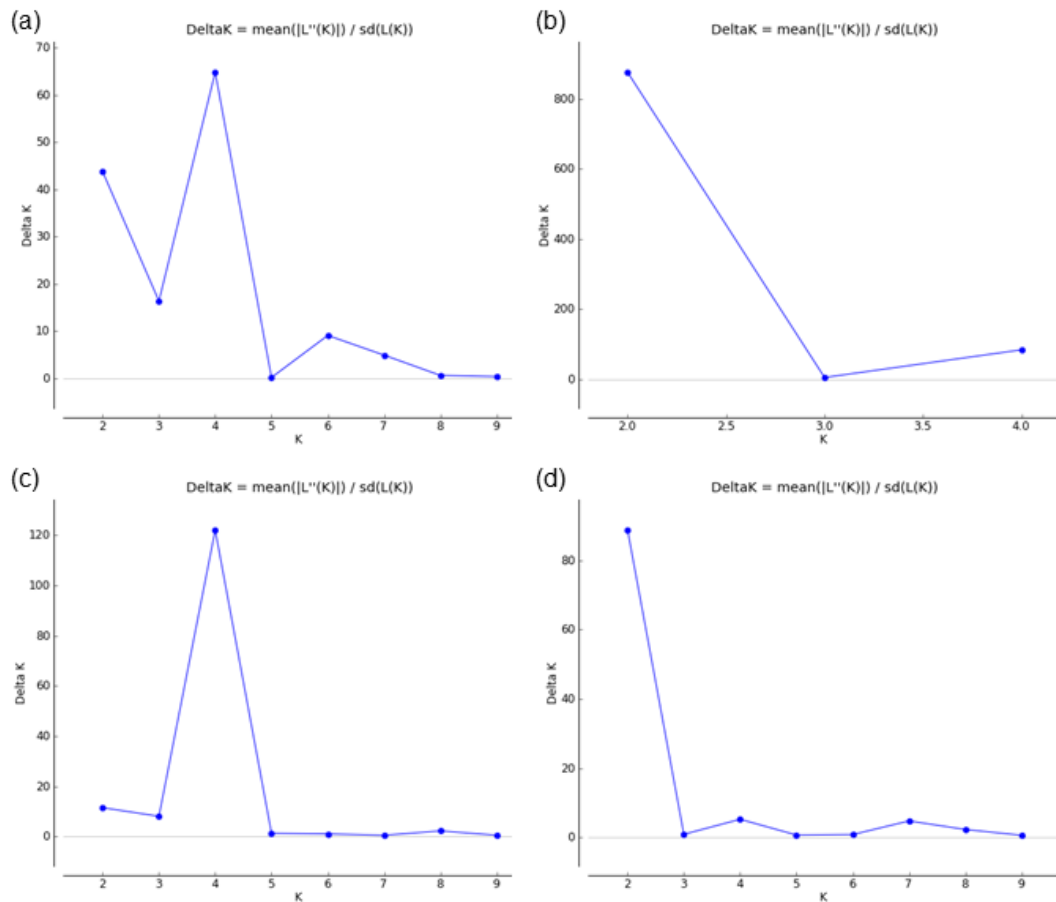 (a)
DeltaK = mean(|L''(K)|) / sd(L(K))
70
60
50
40
30
20
10
0
Delta K
2 3 4 5 6 7 8 9
K
(b)
DeltaK = mean(|L''(K)|) / sd(L(K))
800
600
400
200
0
Delta K
2.0 2.5 3.0 3.5 4.0
K
(c)
DeltaK = mean(|L''(K)|) / sd(L(K))
120
100
80
60
40
20
0
Delta K
2 3 4 5 6 7 8 9
K
(d)
DeltaK = mean(|L''(K)|) / sd(L(K))
80
60
40
20
0
Delta K
2 3 4 5 6 7 8 9
K